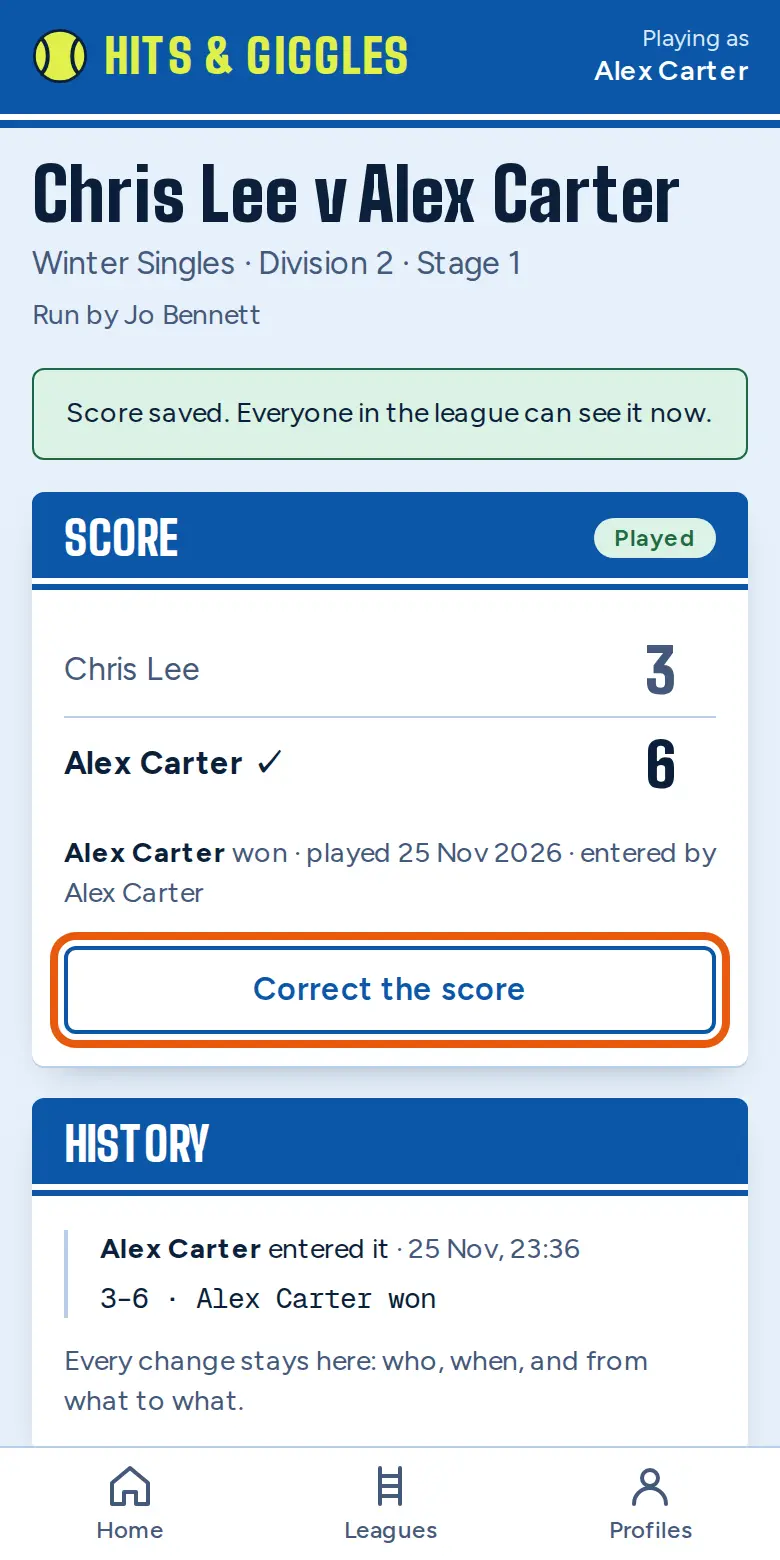 HITS & GIGGLES
Playing as
Alex Carter
Chris Lee v Alex Carter
Winter Singles · Division 2 · Stage 1
Run by Jo Bennett
Score saved. Everyone in the league can see it now.
SCORE
Played
Chris Lee 3
Alex Carter ✓ 6
Alex Carter won · played 25 Nov 2026 · entered by
Alex Carter
Correct the score
HISTORY
Alex Carter entered it · 25 Nov, 23:36
3–6 · Alex Carter won
Every change stays here: who, when, and from
what to what.
Home
Leagues
Profiles